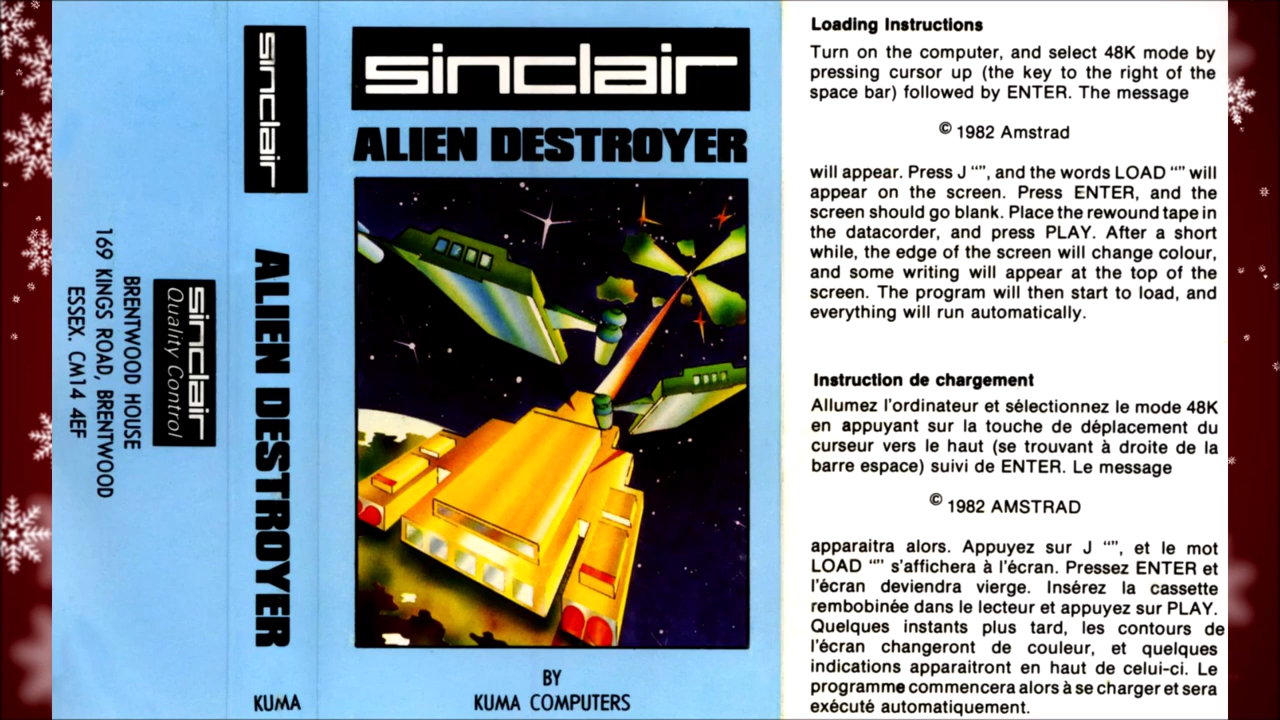 sinclair
Quality Control
BRENTWOOD HOUSE
169 KINGS ROAD, BRENTWOOD
ESSEX. CM14 4EF
sinclair
ALIEN DESTROYER
KUMA
sinclair
ALIEN DESTROYER
BY
KUMA COMPUTERS
Loading Instructions
Turn on the computer, and select 48K mode by
pressing cursor up (the key to the right of the
space bar) followed by ENTER. The message
© 1982 Amstrad
will appear. Press J “”, and the words LOAD “” will
appear on the screen. Press ENTER, and the
screen should go blank. Place the rewound tape in
the datacorder, and press PLAY. After a short
while, the edge of the screen will change colour,
and some writing will appear at the top of the
screen. The program will then start to load, and
everything will run automatically.
Instruction de chargement
Allumez l’ordinateur et sélectionnez le mode 48K
en appuyant sur la touche de déplacement du
curseur vers le haut (se trouvant à droite de la
barre espace) suivi de ENTER. Le message
© 1982 AMSTRAD
apparaitra alors. Appuyez sur J “”, et le mot
LOAD “” s’affichera à l’écran. Pressez ENTER et
l’écran deviendra vierge. Insérez la cassette
rembobinée dans le lecteur et appuyez sur PLAY.
Quelques instants plus tard, les contours de
l’écran changeront de couleur, et quelques
indications apparaitront en haut de celui-ci. Le
programme commencera alors à se charger et sera
exécuté automatiquement.